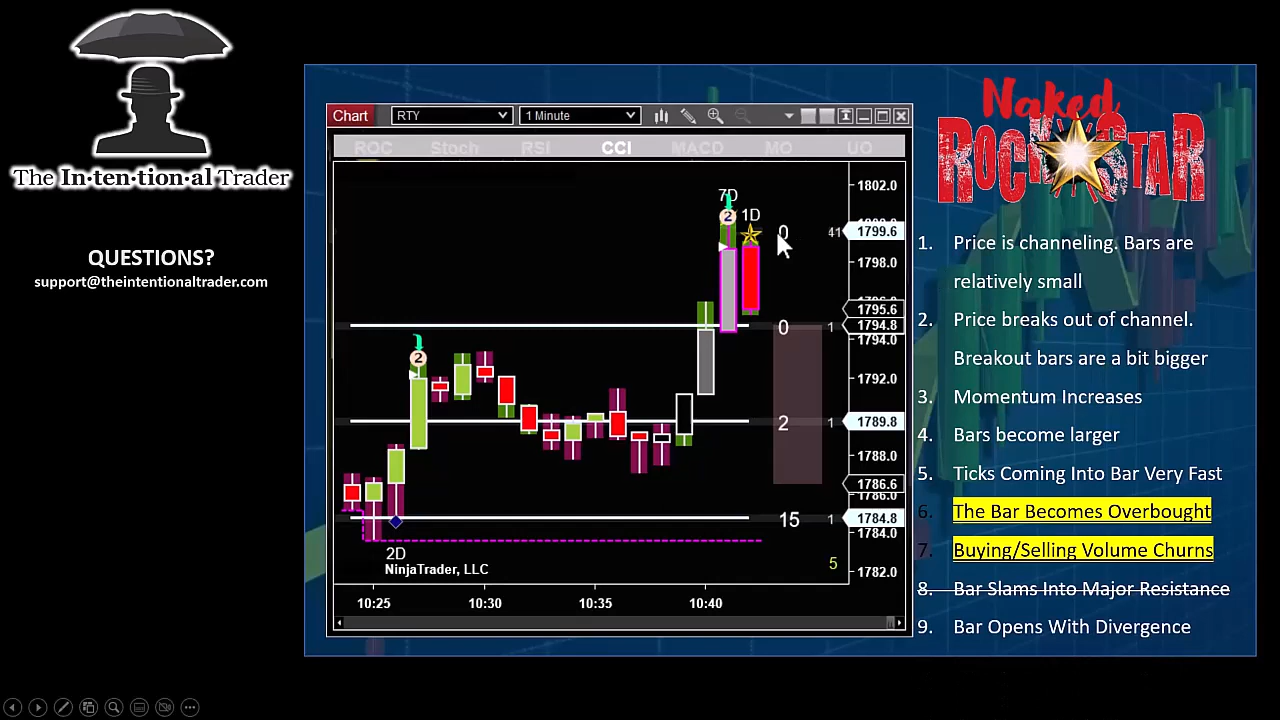 The In·ten·tion·al Trader
QUESTIONS?
support@theintentionaltrader.com
Chart
RTY
1 Minute
ROC Stoch RSI CCI MACD MO UO
1802.0
7D
2
1D
0
41
1799.6
1798.0
1795.6
0
1
1794.8
1794.0
2
1792.0
2
1
1789.8
1788.0
1786.6
1786.0
15
1
1784.8
1784.0
2D
NinjaTrader, LLC
5
1782.0
10:25 10:30 10:35 10:40
Naked
ROCKSTAR
1. Price is channeling. Bars are
relatively small
2. Price breaks out of channel.
Breakout bars are a bit bigger
3. Momentum Increases
4. Bars become larger
5. Ticks Coming Into Bar Very Fast
6. The Bar Becomes Overbought
7. Buying/Selling Volume Churns
8. Bar Slams Into Major Resistance
9. Bar Opens With Divergence